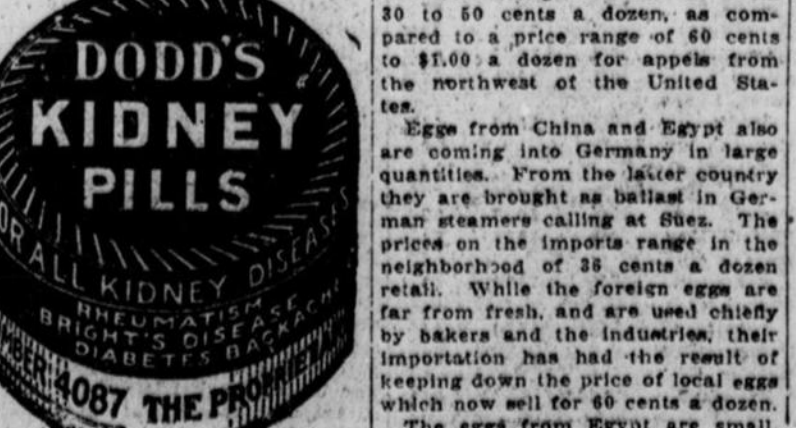 DODD'S
KIDNEY
PILLS
FOR ALL KIDNEY DISEASES
RHEUMATISM
BRIGHT'S DISEASE
DIABETES BACKACHE
4087 THE
30 to 50 cents a dozen, as com-
pared to a price range of 60 cents
to $1.00 a dozen for appels from
the northwest of the United Sta-
tes.
Eggs from China and Egypt also
are coming into Germany in large
quantities. From the latter country
they are brought as ballast in Ger-
man steamers calling at Suez. The
prices on the imports range in the
neighborhood of 36 cents a dozen
retail. While the foreign eggs are
far from fresh, and are used chiefly
by bakers and the industries, their
importation has had the result of
keeping down the price of local eggs
which now sell for 60 cents a dozen.
The eggs from Egypt are small